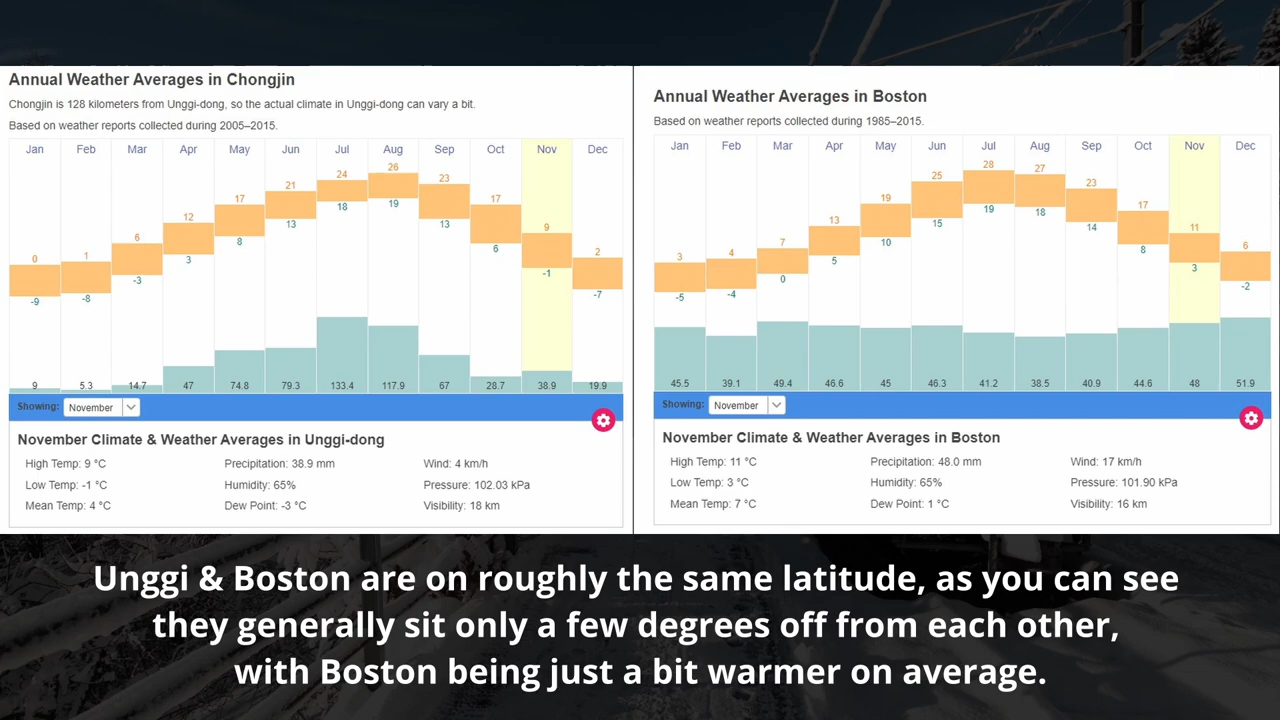 Annual Weather Averages in Chongjin
Chongjin is 128 kilometers from Unggi-dong, so the actual climate in Unggi-dong can vary a bit.
Based on weather reports collected during 2005–2015.
Jan Feb Mar Apr May Jun Jul Aug Sep Oct Nov Dec
0 1 6 12 17 21 24 26 23 17 9 2
-9 -8 -3 3 8 13 18 19 13 6 -1 -7
9 5.3 14.7 47 74.8 79.3 133.4 117.9 67 28.7 38.9 19.9
Showing: November
November Climate & Weather Averages in Unggi-dong
High Temp: 9 °C Precipitation: 38.9 mm Wind: 4 km/h
Low Temp: -1 °C Humidity: 65% Pressure: 102.03 kPa
Mean Temp: 4 °C Dew Point: -3 °C Visibility: 18 km
Annual Weather Averages in Boston
Based on weather reports collected during 1985–2015.
Jan Feb Mar Apr May Jun Jul Aug Sep Oct Nov Dec
3 4 7 13 19 25 28 27 23 17 11 6
-5 -4 0 5 10 15 19 18 14 8 3 -2
45.5 39.1 49.4 46.6 45 46.3 41.2 38.5 40.9 44.6 48 51.9
Showing: November
November Climate & Weather Averages in Boston
High Temp: 11 °C Precipitation: 48.0 mm Wind: 17 km/h
Low Temp: 3 °C Humidity: 65% Pressure: 101.90 kPa
Mean Temp: 7 °C Dew Point: 1 °C Visibility: 16 km
Unggi & Boston are on roughly the same latitude, as you can see
they generally sit only a few degrees off from each other,
with Boston being just a bit warmer on average.